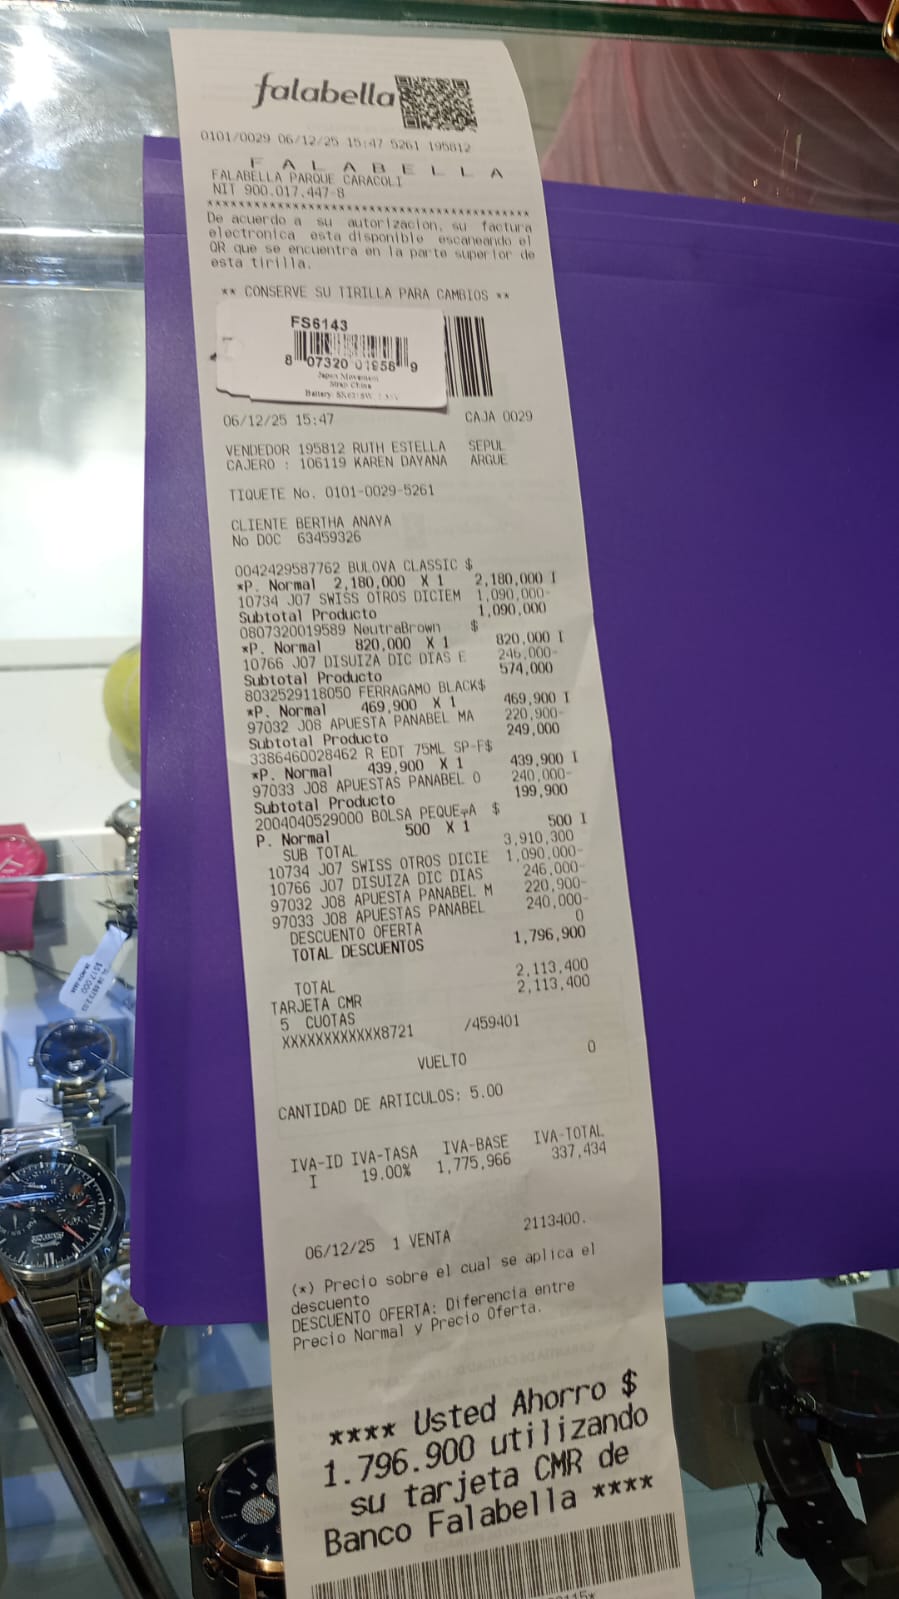 falabella
0101/0029 06/12/25 15:47 5261 195812
F A L A B E L L A
FALABELLA PARQUE CARACOLI
NIT 900.017.447-8
****************************************
De acuerdo a su autorizacion, su factura
electronica esta disponible escaneando el
QR que se encuentra en la parte superior de
esta tirilla.
** CONSERVE SU TIRILLA PARA CAMBIOS **
FS6143
8 07320 01958 9
Japan Movement
Strap China
Battery:
06/12/25 15:47 CAJA 0029
VENDEDOR 195812 RUTH ESTELLA SEPUL
CAJERO : 106119 KAREN DAYANA ARQUE
TIQUETE No. 0101-0029-5261
CLIENTE BERTHA ANAYA
No DOC 63459326
0042429587762 BULOVA CLASSIC $
*P. Normal 2,180,000 X 1 2,180,000 I
10734 J07 SWISS OTROS DICIEM 1,090,000-
Subtotal Producto 1,090,000
0807320019589 NeutraBrown $
*P. Normal 820,000 X 1 820,000 I
10766 J07 DISUIZA DIC DIAS E 246,000-
Subtotal Producto 574,000
8032529118050 FERRAGAMO BLACK$
*P. Normal 469,900 X 1 469,900 I
97032 J08 APUESTA PANABEL MA 220,900-
Subtotal Producto 249,000
3386460028462 R EDT 75ML SP-F$
*P. Normal 439,900 X 1 439,900 I
97033 J08 APUESTAS PANABEL O 240,000-
Subtotal Producto 199,900
2004040529000 BOLSA PEQUE¬A $
P. Normal 500 X 1 500 I
SUB TOTAL 3,910,300
10734 J07 SWISS OTROS DICIE 1,090,000-
10766 J07 DISUIZA DIC DIAS 246,000-
97032 J08 APUESTA PANABEL M 220,900-
97033 J08 APUESTAS PANABEL 240,000-
DESCUENTO OFERTA 0
TOTAL DESCUENTOS 1,796,900
TOTAL 2,113,400
TARJETA CMR 2,113,400
5 CUOTAS
XXXXXXXXXXXX8721 /459401
VUELTO 0
CANTIDAD DE ARTICULOS: 5.00
IVA-ID IVA-TASA IVA-BASE IVA-TOTAL
I 19.00% 1,775,966 337,434
06/12/25 1 VENTA 2113400.
(*) Precio sobre el cual se aplica el
descuento
DESCUENTO OFERTA: Diferencia entre
Precio Normal y Precio Oferta.
**** Usted Ahorro $
1.796.900 utilizando
su tarjeta CMR de
Banco Falabella ****